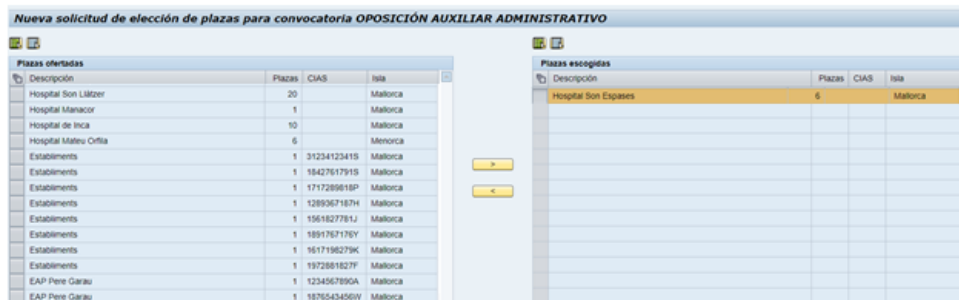 Nueva solicitud de elección de plazas para convocatoria OPOSICIÓN AUXILIAR ADMINISTRATIVO
Plazas ofertadas
Descripción Plazas CIAS Isla
Hospital Son Llàtzer 20 Mallorca
Hospital Manacor 1 Mallorca
Hospital de Inca 10 Mallorca
Hospital Mateu Orfila 6 Menorca
Establiments 1 3123412341S Mallorca
Establiments 1 1842761791S Mallorca
Establiments 1 1717289818P Mallorca
Establiments 1 1289367187H Mallorca
Establiments 1 1561827781J Mallorca
Establiments 1 1891767176Y Mallorca
Establiments 1 1617198279K Mallorca
Establiments 1 1972881827F Mallorca
EAP Pere Garau 1 1234567890A Mallorca
EAP Pere Garau 1 1876543456W Mallorca
>
<
Plazas escogidas
Descripción Plazas CIAS Isla
Hospital Son Espases 6 Mallorca